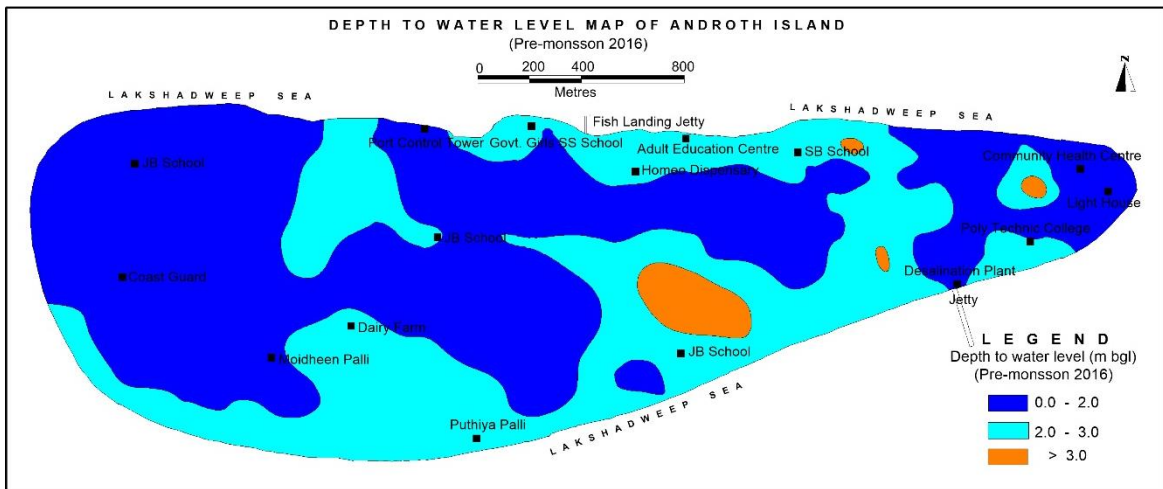 DEPTH TO WATER LEVEL MAP OF ANDROTH ISLAND
(Pre-monsson 2016)
0 200 400 800
Metres
N
LAKSHADWEEP SEA
LAKSHADWEEP SEA
Fish Landing Jetty
Port Control Tower
Govt. Girls SS School
Adult Education Centre
SB School
JB School
Homeo Dispensary
Community Health Centre
Light House
JB School
Poly Technic College
Coast Guard
Desalination Plant
Jetty
Dairy Farm
JB School
Moidheen Palli
Puthiya Palli
LAKSHADWEEP SEA
LEGEND
Depth to water level (m bgl)
(Pre-monsson 2016)
0.0 - 2.0
2.0 - 3.0
> 3.0